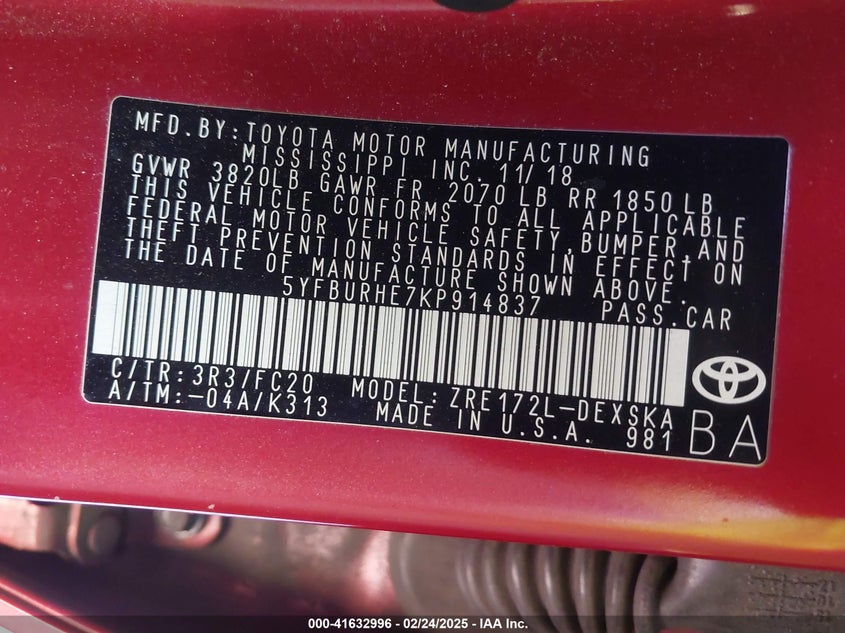 MFD.BY:TOYOTA MOTOR MANUFACTURING
MISSISSIPPI INC. 11/18
GVWR 3820LB GAWR FR 2070 LB RR 1850 LB
THIS VEHICLE CONFORMS TO ALL APPLICABLE
FEDERAL MOTOR VEHICLE SAFETY,BUMPER,AND
THEFT PREVENTION STANDARDS IN EFFECT ON
THE DATE OF MANUFACTURE SHOWN ABOVE.
5YFBURHE7KP914837 PASS.CAR
C/TR:3R3/FC20 MODEL:ZRE172L-DEXSKA
A/TM:-04A/K313 MADE IN U.S.A. 981
BA
000-41632996 - 02/24/2025 - IAA Inc.